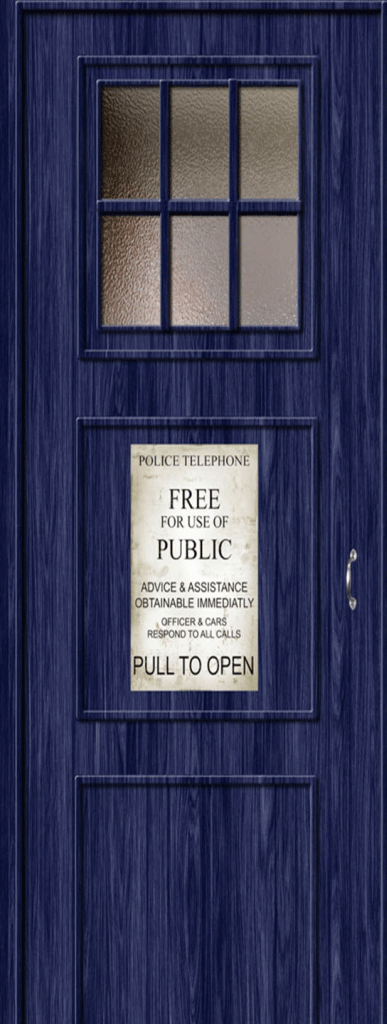 POLICE TELEPHONE
FREE
FOR USE OF
PUBLIC
ADVICE & ASSISTANCE
OBTAINABLE IMMEDIATLY
OFFICER & CARS
RESPOND TO ALL CALLS
PULL TO OPEN